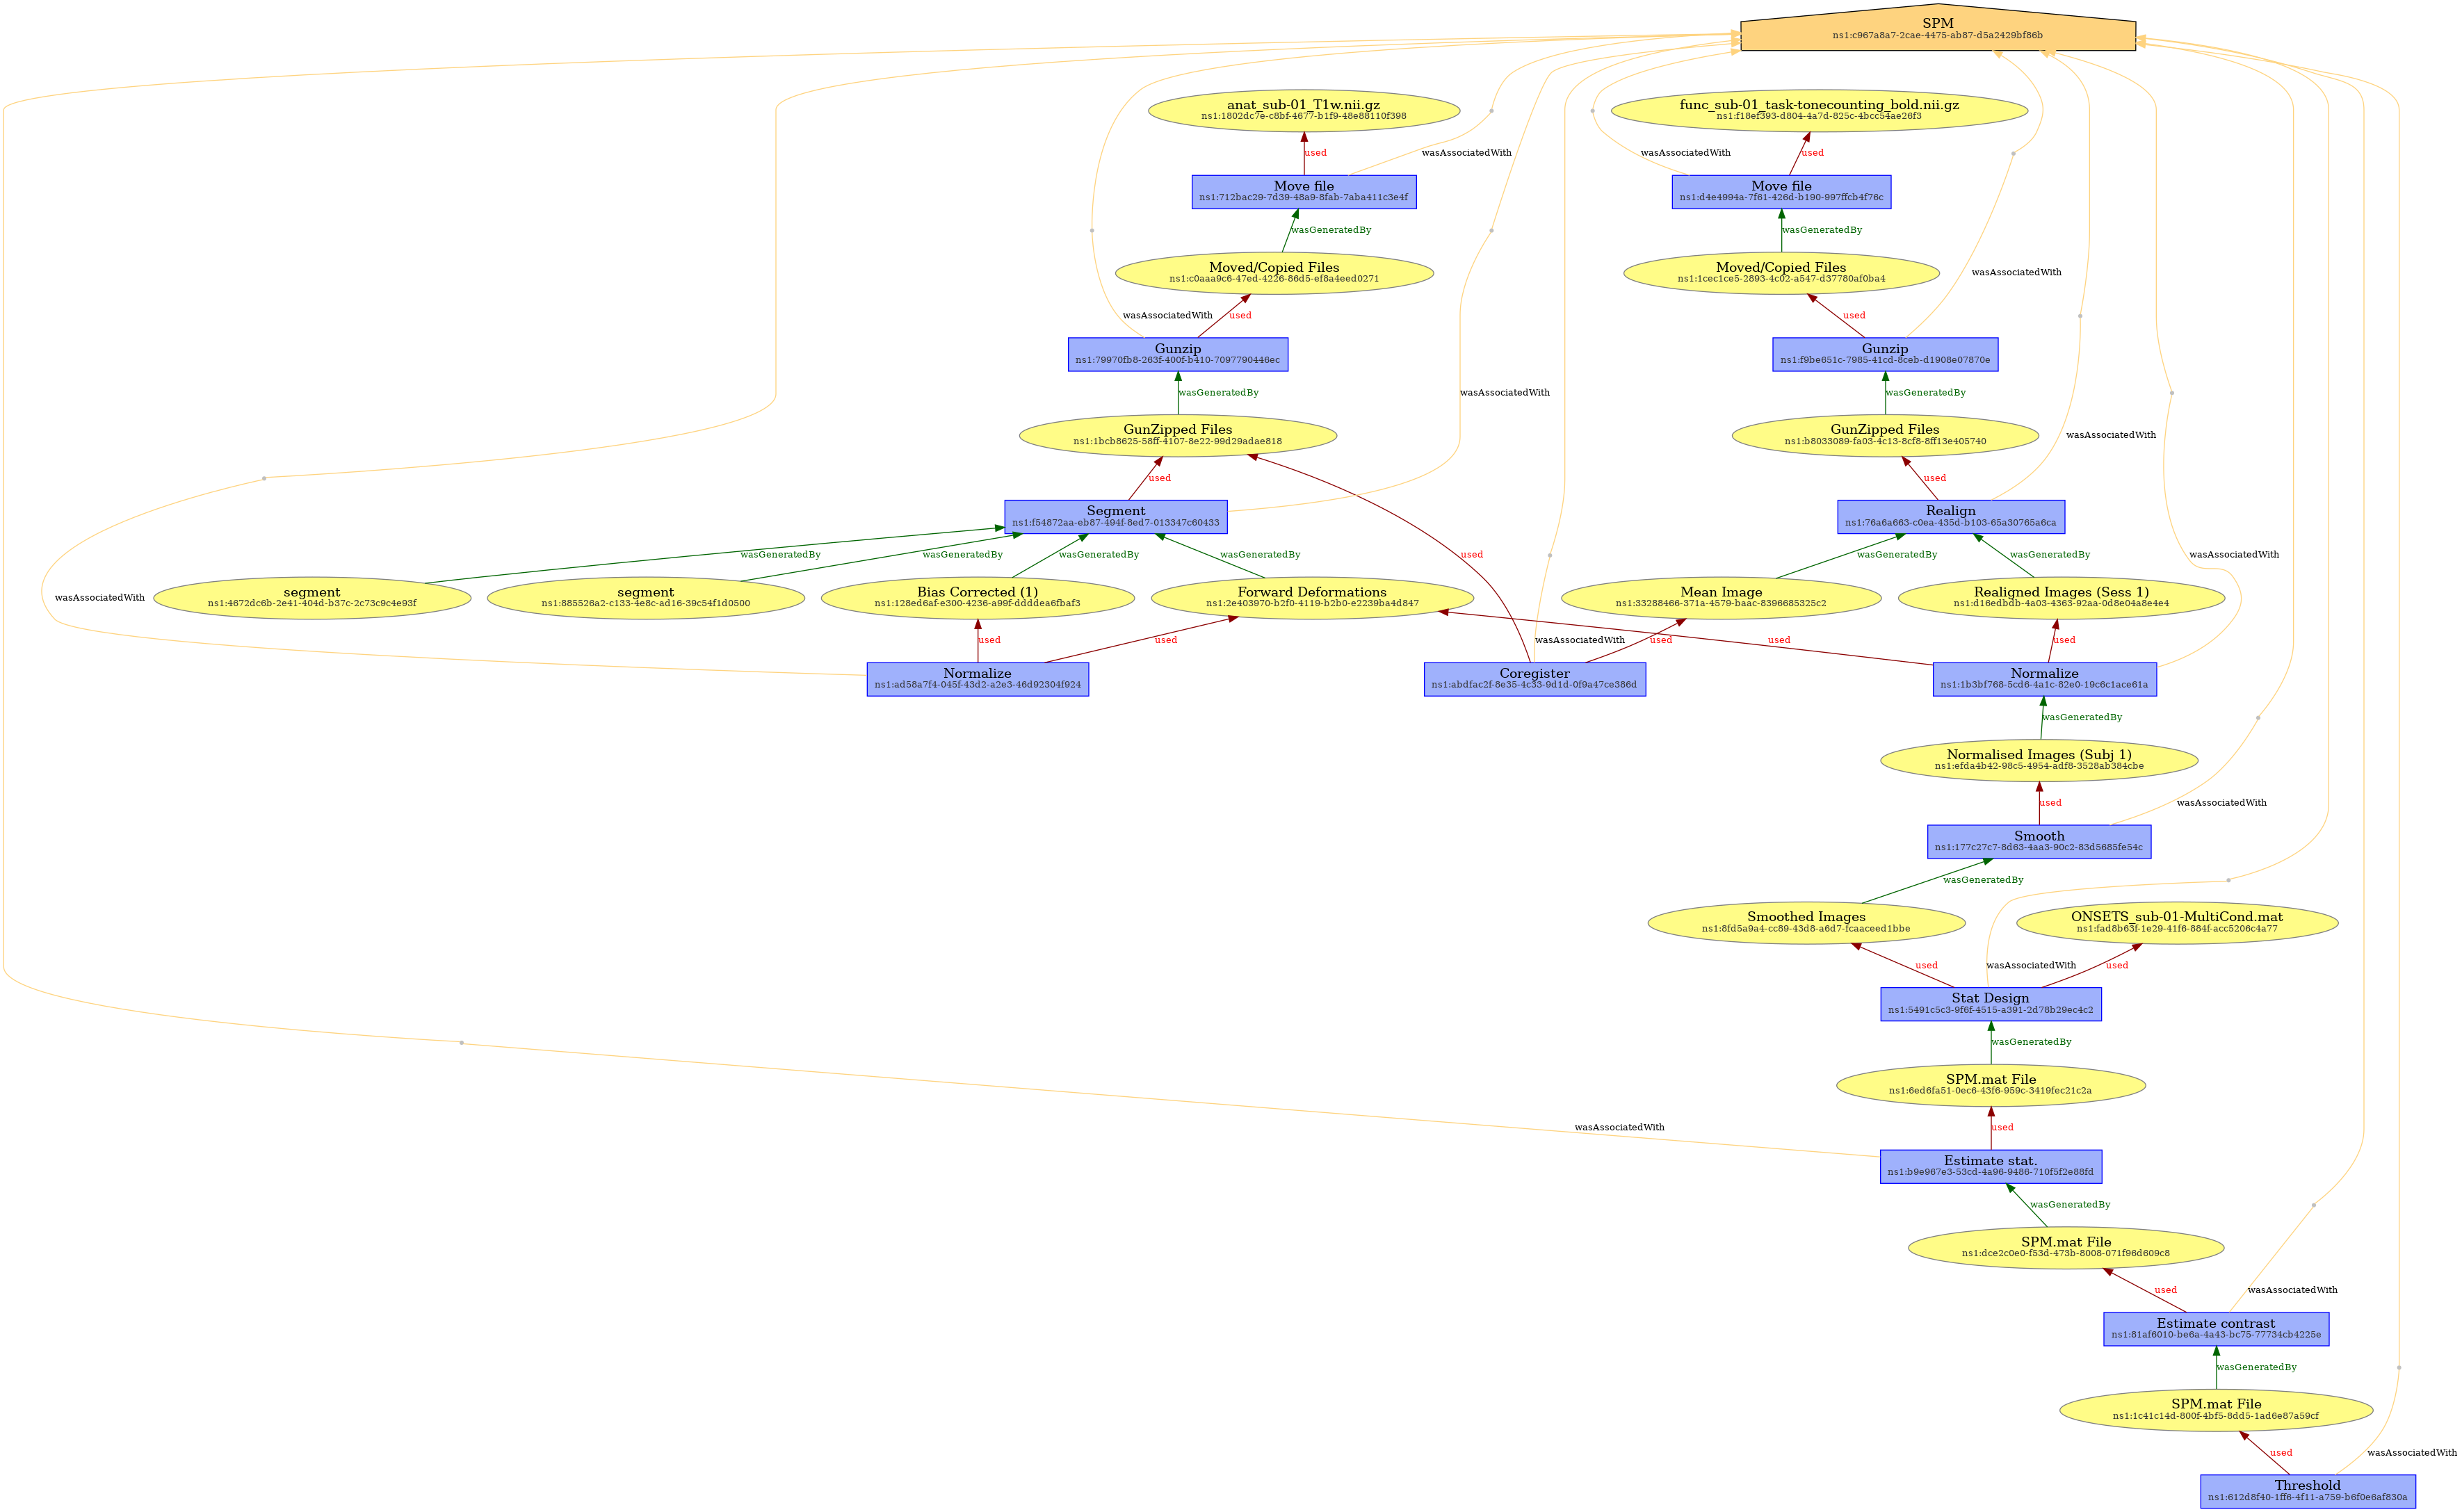 SPM
ns1:c967a8a7-2cae-4475-ab87-d5a2429bf86b
anat_sub-01_T1w.nii.gz
ns1:1802dc7e-c8bf-4677-b1f9-48e88110f398
func_sub-01_task-tonecounting_bold.nii.gz
ns1:f18ef393-d804-4a7d-825c-4bcc54ae26f3
used
wasAssociatedWith
wasAssociatedWith
used
Move file
ns1:712bac29-7d39-48a9-8fab-7aba411c3e4f
Move file
ns1:d4e4994a-7f61-426d-b190-997ffcb4f76c
wasGeneratedBy
wasGeneratedBy
Moved/Copied Files
ns1:c0aaa9c6-47ed-4226-86d5-ef8a4eed0271
Moved/Copied Files
ns1:1cec1ce5-2893-4c02-a547-d37780af0ba4
wasAssociatedWith
wasAssociatedWith
used
used
Gunzip
ns1:79970fb8-263f-400f-b410-7097790446ec
Gunzip
ns1:f9be651c-7985-41cd-8ceb-d1908e07870e
wasGeneratedBy
wasAssociatedWith
wasGeneratedBy
GunZipped Files
ns1:1bcb8625-58ff-4107-8e22-99d29adae818
GunZipped Files
ns1:b8033089-fa03-4c13-8cf8-8ff13e405740
wasAssociatedWith
used
used
Segment
ns1:f54872aa-eb87-494f-8ed7-013347c60433
Realign
ns1:76a6a663-c0ea-435d-b103-65a30765a6ca
wasGeneratedBy
wasGeneratedBy
wasGeneratedBy
wasGeneratedBy
used
wasGeneratedBy
wasGeneratedBy
wasAssociatedWith
segment
ns1:4672dc6b-2e41-404d-b37c-2c73c9c4e93f
segment
ns1:885526a2-c133-4e8c-ad16-39c54f1d0500
Bias Corrected (1)
ns1:128ed6af-e300-4236-a99f-ddddea6fbaf3
Forward Deformations
ns1:2e403970-b2f0-4119-b2b0-e2239ba4d847
Mean Image
ns1:33288466-371a-4579-baac-8396685325c2
Realigned Images (Sess 1)
ns1:d16edbdb-4a03-4363-92aa-0d8e04a8e4e4
wasAssociatedWith
used
used
wasAssociatedWith
used
used
used
Normalize
ns1:ad58a7f4-045f-43d2-a2e3-46d92304f924
Coregister
ns1:abdfac2f-8e35-4c33-9d1d-0f9a47ce386d
Normalize
ns1:1b3bf768-5cd6-4a1c-82e0-19c6c1ace61a
wasGeneratedBy
Normalised Images (Subj 1)
ns1:efda4b42-98c5-4954-adf8-3528ab384cbe
used
wasAssociatedWith
Smooth
ns1:177c27c7-8d63-4aa3-90c2-83d5685fe54c
wasGeneratedBy
Smoothed Images
ns1:8fd5a9a4-cc89-43d8-a6d7-fcaaceed1bbe
ONSETS_sub-01-MultiCond.mat
ns1:fad8b63f-1e29-41f6-884f-acc5206c4a77
used
wasAssociatedWith
used
Stat Design
ns1:5491c5c3-9f6f-4515-a391-2d78b29ec4c2
wasGeneratedBy
SPM.mat File
ns1:6ed6fa51-0ec6-43f6-959c-3419fec21c2a
wasAssociatedWith
used
Estimate stat.
ns1:b9e967e3-53cd-4a96-9486-710f5f2e88fd
wasGeneratedBy
SPM.mat File
ns1:dce2c0e0-f53d-473b-8008-071f96d609c8
used
wasAssociatedWith
Estimate contrast
ns1:81af6010-be6a-4a43-bc75-77734cb4225e
wasGeneratedBy
SPM.mat File
ns1:1c41c14d-800f-4bf5-8dd5-1ad6e87a59cf
used
wasAssociatedWith
Threshold
ns1:612d8f40-1ff6-4f11-a759-b6f0e6af830a